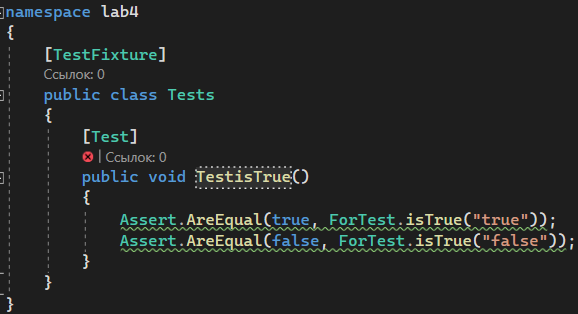 namespace lab4
{
[TestFixture]
Ссылок: 0
public class Tests
{
[Test]
| Ссылок: 0
public void TestisTrue()
{
Assert.AreEqual(true, ForTest.isTrue("true"));
Assert.AreEqual(false, ForTest.isTrue("false"));
}
}
}